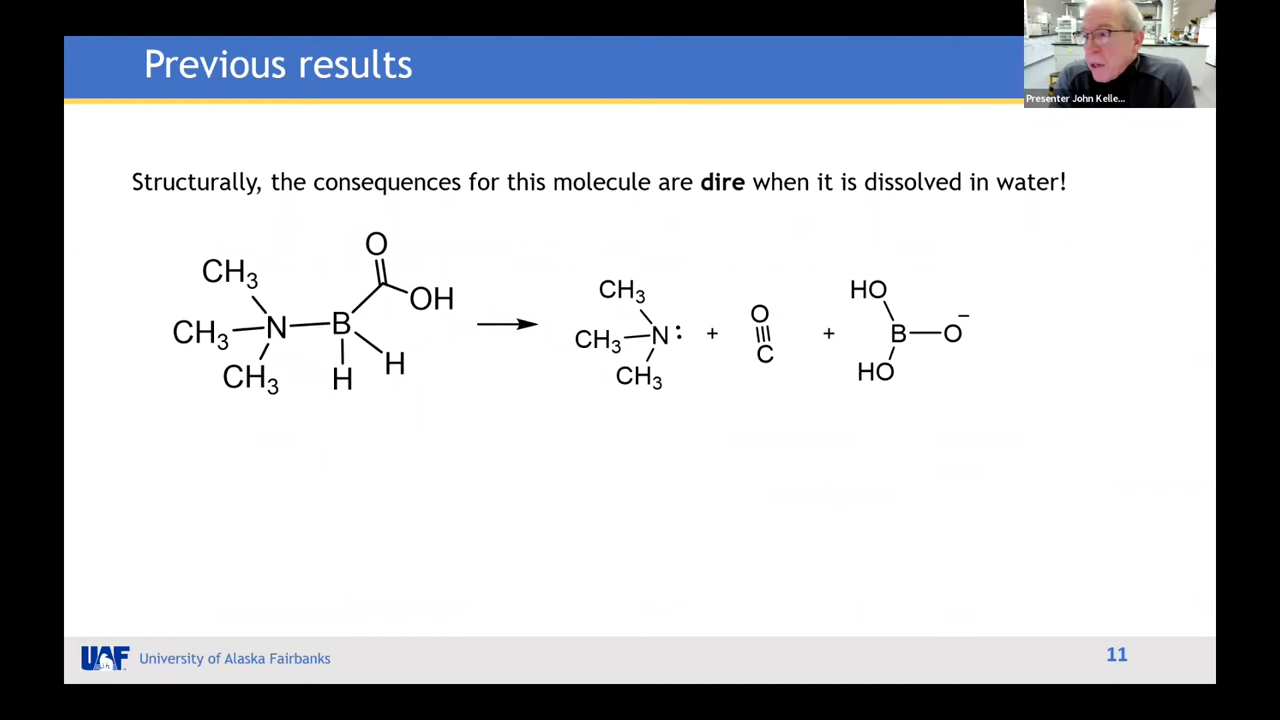 Previous results
Presenter John Kelle...
Structurally, the consequences for this molecule are dire when it is dissolved in water!
O
CH3
OH
CH3 N B
CH3 H H
CH3
CH3 N :
CH3
+
O
C
+
HO
B O −
HO
UAF University of Alaska Fairbanks
11